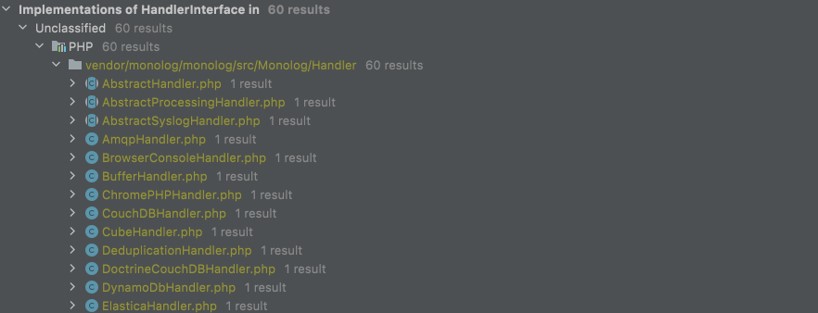 Implementations of HandlerInterface in 60 results
Unclassified 60 results
PHP 60 results
vendor/monolog/monolog/src/Monolog/Handler 60 results
AbstractHandler.php 1 result
AbstractProcessingHandler.php 1 result
AbstractSyslogHandler.php 1 result
AmqpHandler.php 1 result
BrowserConsoleHandler.php 1 result
BufferHandler.php 1 result
ChromePHPHandler.php 1 result
CouchDBHandler.php 1 result
CubeHandler.php 1 result
DeduplicationHandler.php 1 result
DoctrineCouchDBHandler.php 1 result
DynamoDbHandler.php 1 result
ElasticaHandler.php 1 result